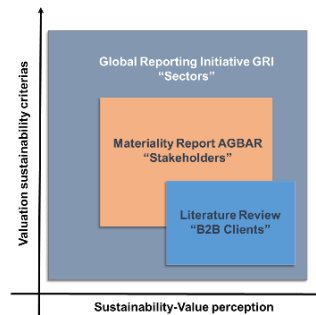 Valuation sustainability criterias
Global Reporting Initiative GRI
“Sectors”
Materiality Report AGBAR
“Stakeholders”
Literature Review
“B2B Clients”
Sustainability-Value perception